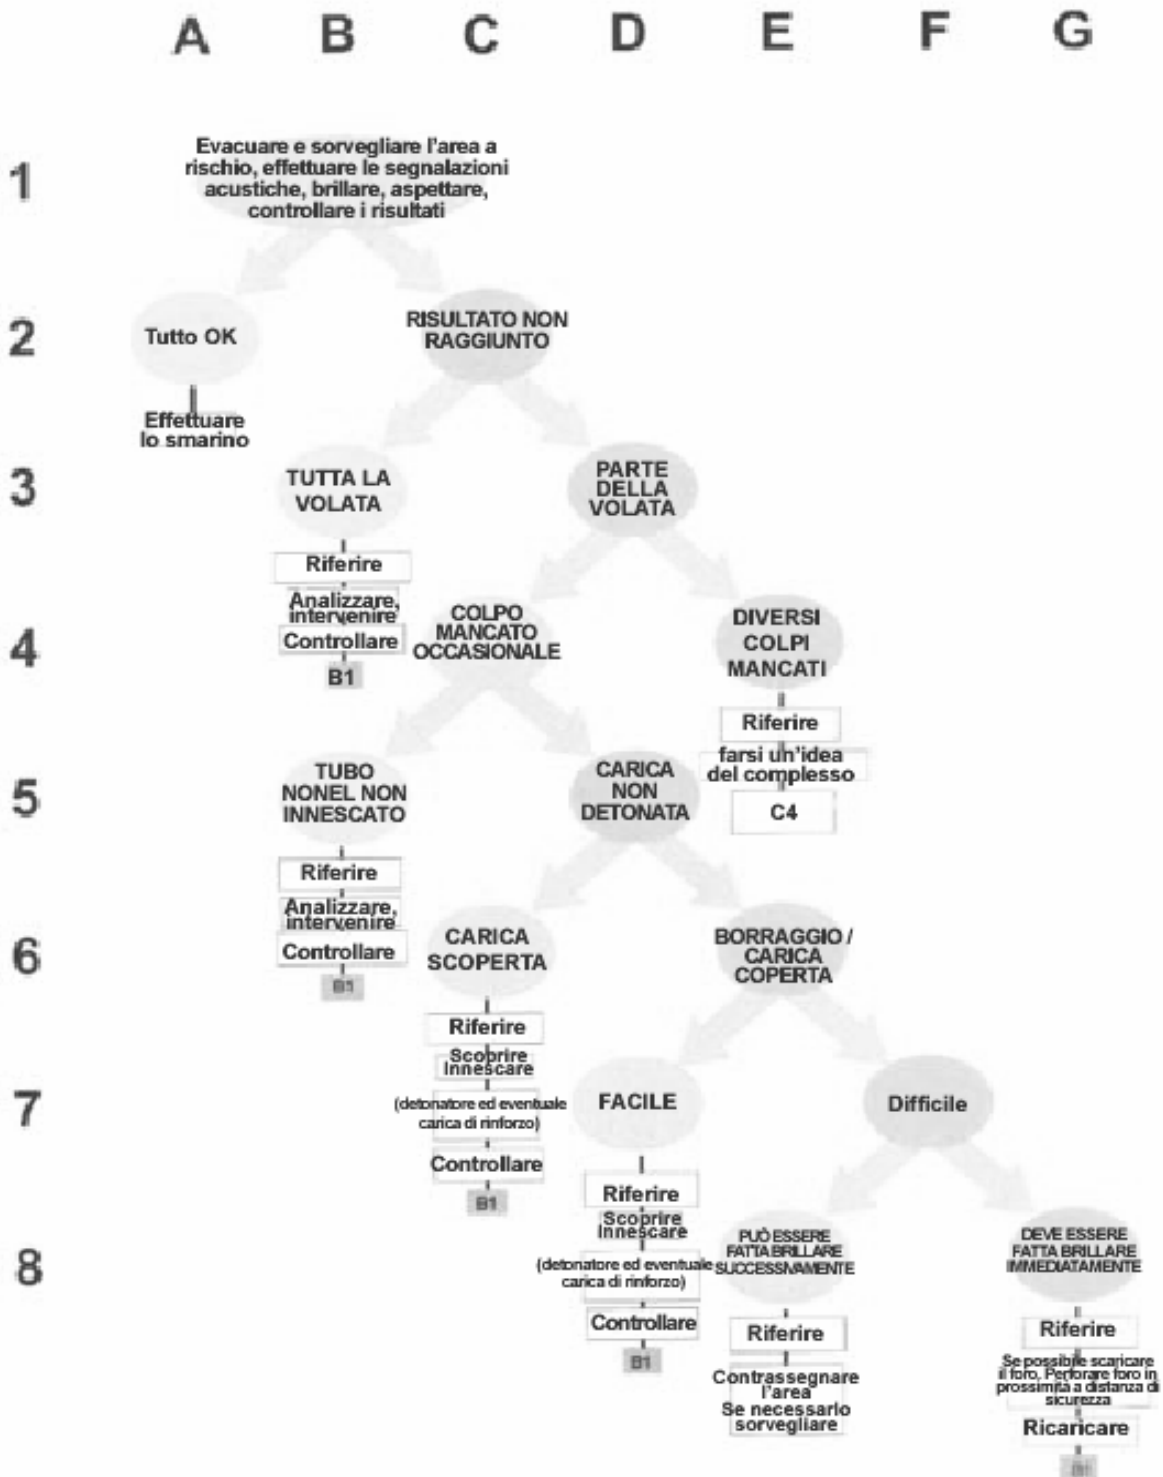 A B C D E F G
1
Evacuare e sorvegliare l'area a
rischio, effettuare le segnalazioni
acustiche, brillare, aspettare,
controllare i risultati
2
Tutto OK
Effettuare
lo smarino
RISULTATO NON
RAGGIUNTO
3
TUTTA LA
VOLATA
Riferire
Analizzare,
intervenire
Controllare
B1
PARTE
DELLA
VOLATA
4
COLPO
MANCATO
OCCASIONALE
DIVERSI
COLPI
MANCATI
Riferire
farsi un'idea
del complesso
C4
5
TUBO
NONEL NON
INNESCATO
Riferire
Analizzare,
intervenire
Controllare
B1
CARICA
NON
DETONATA
6
CARICA
SCOPERTA
Riferire
Scoprire
Innescare
(detonatore ed eventuale
carica di rinforzo)
Controllare
B1
BORRAGGIO /
CARICA
COPERTA
7
FACILE
Riferire
Scoprire
Innescare
(detonatore ed eventuale
carica di rinforzo)
Controllare
B1
Difficile
8
PUÒ ESSERE
FATTA BRILLARE
SUCCESSIVAMENTE
Riferire
Contrassegnare
l'area
Se necessario
sorvegliare
DEVE ESSERE
FATTA BRILLARE
IMMEDIATAMENTE
Riferire
Se possibile scaricare
il foro, Perforare foro in
prossimità a distanza di
sicurezza
Ricaricare